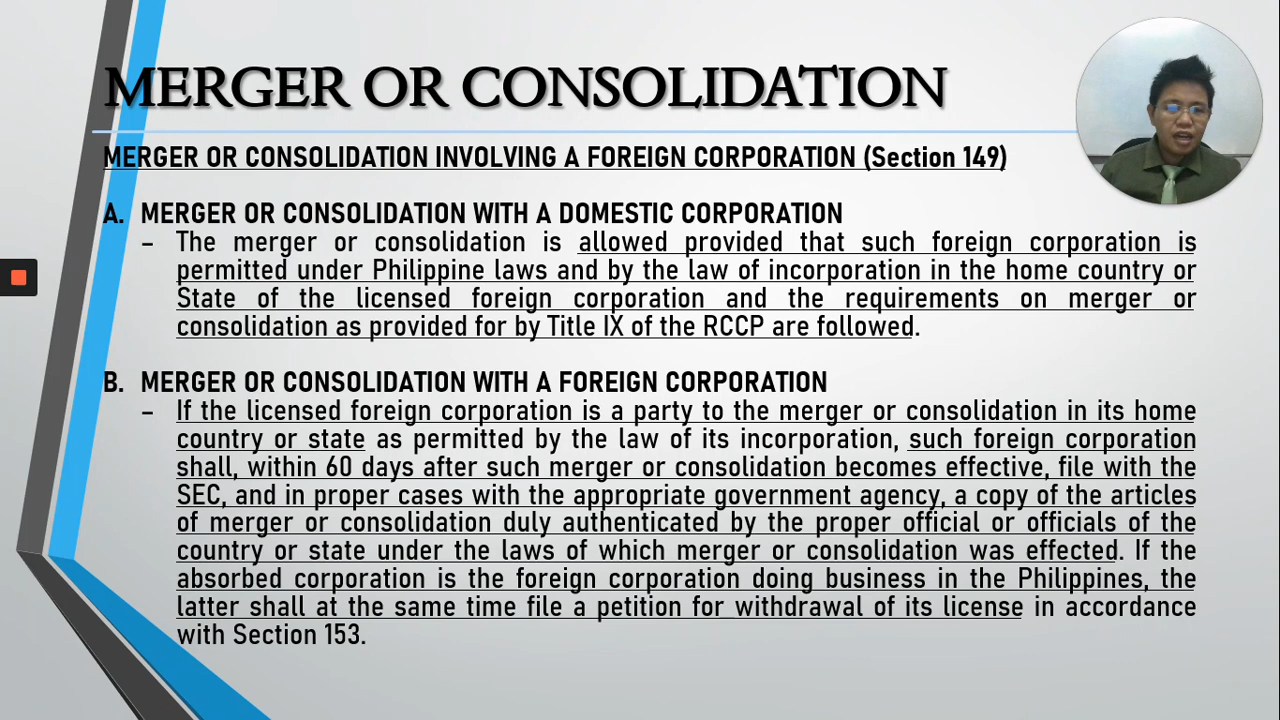 MERGER OR CONSOLIDATION
MERGER OR CONSOLIDATION INVOLVING A FOREIGN CORPORATION (Section 149)
A. MERGER OR CONSOLIDATION WITH A DOMESTIC CORPORATION
– The merger or consolidation is allowed provided that such foreign corporation is
permitted under Philippine laws and by the law of incorporation in the home country or
State of the licensed foreign corporation and the requirements on merger or
consolidation as provided for by Title IX of the RCCP are followed.
B. MERGER OR CONSOLIDATION WITH A FOREIGN CORPORATION
– If the licensed foreign corporation is a party to the merger or consolidation in its home
country or state as permitted by the law of its incorporation, such foreign corporation
shall, within 60 days after such merger or consolidation becomes effective, file with the
SEC, and in proper cases with the appropriate government agency, a copy of the articles
of merger or consolidation duly authenticated by the proper official or officials of the
country or state under the laws of which merger or consolidation was effected. If the
absorbed corporation is the foreign corporation doing business in the Philippines, the
latter shall at the same time file a petition for withdrawal of its license in accordance
with Section 153.